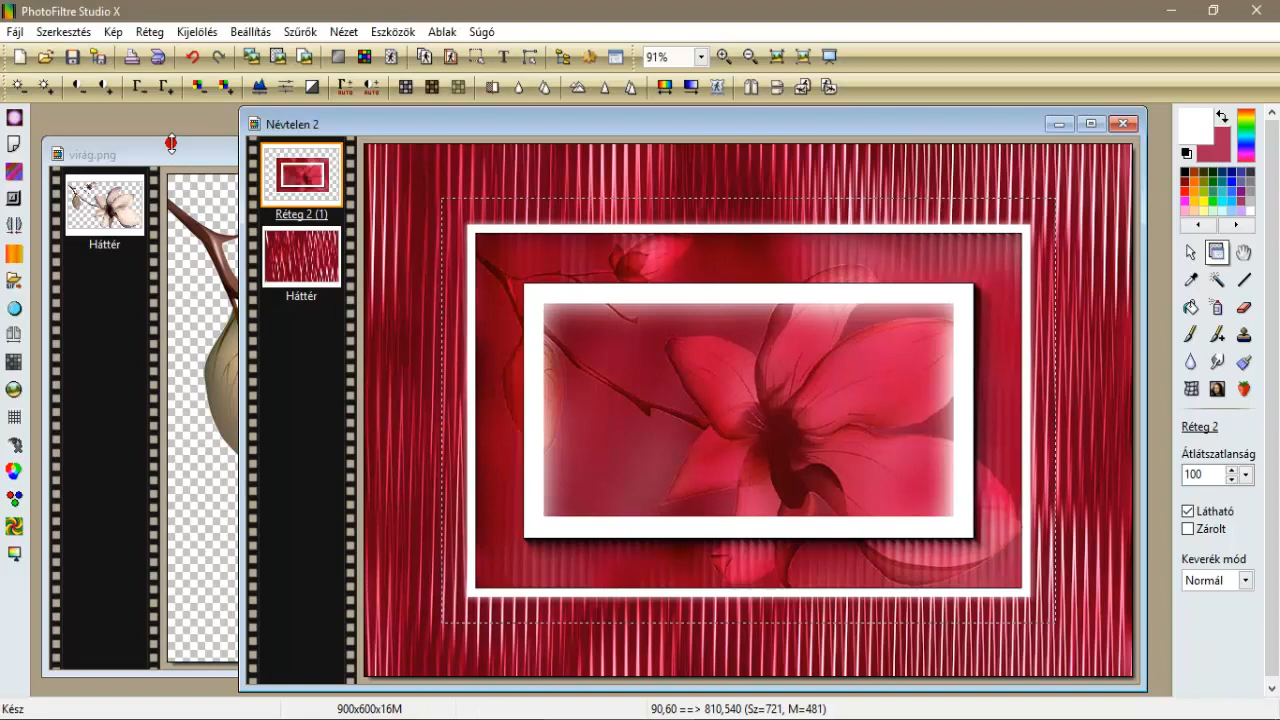 PhotoFiltre Studio X
Fájl Szerkesztés Kép Réteg Kijelölés Beállítás Szűrők Nézet Eszközök Ablak Súgó
91%
AUTO AUTO
virág.png
Háttér
Névtelen 2
Réteg 2 (1)
Háttér
Réteg 2
Átlátszatlanság
100
Látható
Zárolt
Keverék mód
Normál
Kész
900x600x16M
90,60 ==> 810,540 (Sz=721, M=481)